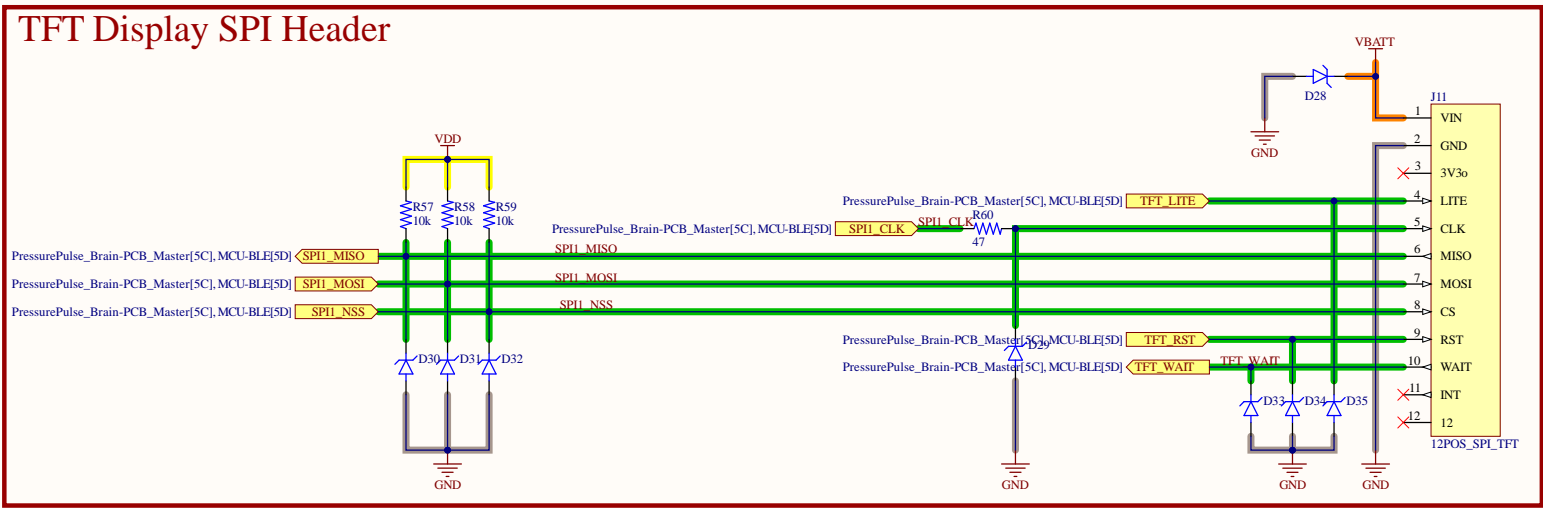 TFT Display SPI Header
VBATT
D28
GND
J11
1 VIN
2 GND
3 3V3o
4 LITE
5 CLK
6 MISO
7 MOSI
8 CS
9 RST
10 WAIT
11 INT
12 12
12POS_SPI_TFT
VDD
R57 10k
R58 10k
R59 10k
PressurePulse_Brain-PCB_Master[5C], MCU-BLE[5D] TFT_LITE
PressurePulse_Brain-PCB_Master[5C], MCU-BLE[5D] SPI1_CLK SPI1_CLK R60 47
PressurePulse_Brain-PCB_Master[5C], MCU-BLE[5D] SPI1_MISO SPI1_MISO
PressurePulse_Brain-PCB_Master[5C], MCU-BLE[5D] SPI1_MOSI SPI1_MOSI
PressurePulse_Brain-PCB_Master[5C], MCU-BLE[5D] SPI1_NSS SPI1_NSS
PressurePulse_Brain-PCB_Master[5C], MCU-BLE[5D] TFT_RST
PressurePulse_Brain-PCB_Master[5C], MCU-BLE[5D] TFT_WAIT TFT_WAIT
D30 D31 D32
D29
D33 D34 D35
GND
GND
GND
GND